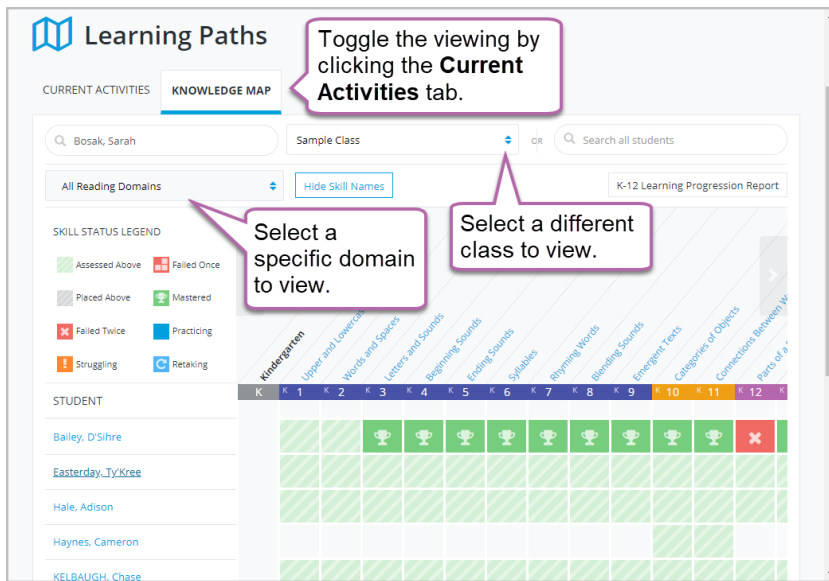 Learning Paths
Toggle the viewing by
clicking the Current
Activities tab.
CURRENT ACTIVITIES
KNOWLEDGE MAP
Bosak, Sarah
Sample Class
OR
Search all students
All Reading Domains
Hide Skill Names
K-12 Learning Progression Report
Select a
specific domain
to view.
Select a different
class to view.
SKILL STATUS LEGEND
Assessed Above
Failed Once
Placed Above
Mastered
Failed Twice
Practicing
Struggling
Retaking
Kindergarten
Upper and Lowercas
Words and Spaces
Letters and Sounds
Beginning Sounds
Ending Sounds
Syllables
Rhyming Words
Blending Sounds
Emergent Texts
Categories of Objects
Connections Between W
Parts of a
STUDENT
K
K 1
K 2
K 3
K 4
K 5
K 6
K 7
K 8
K 9
K 10
K 11
K 12
K
Bailey, D'Sihre
Easterday, Ty'Kree
Hale, Adison
Haynes, Cameron
KELBAUGH, Chase